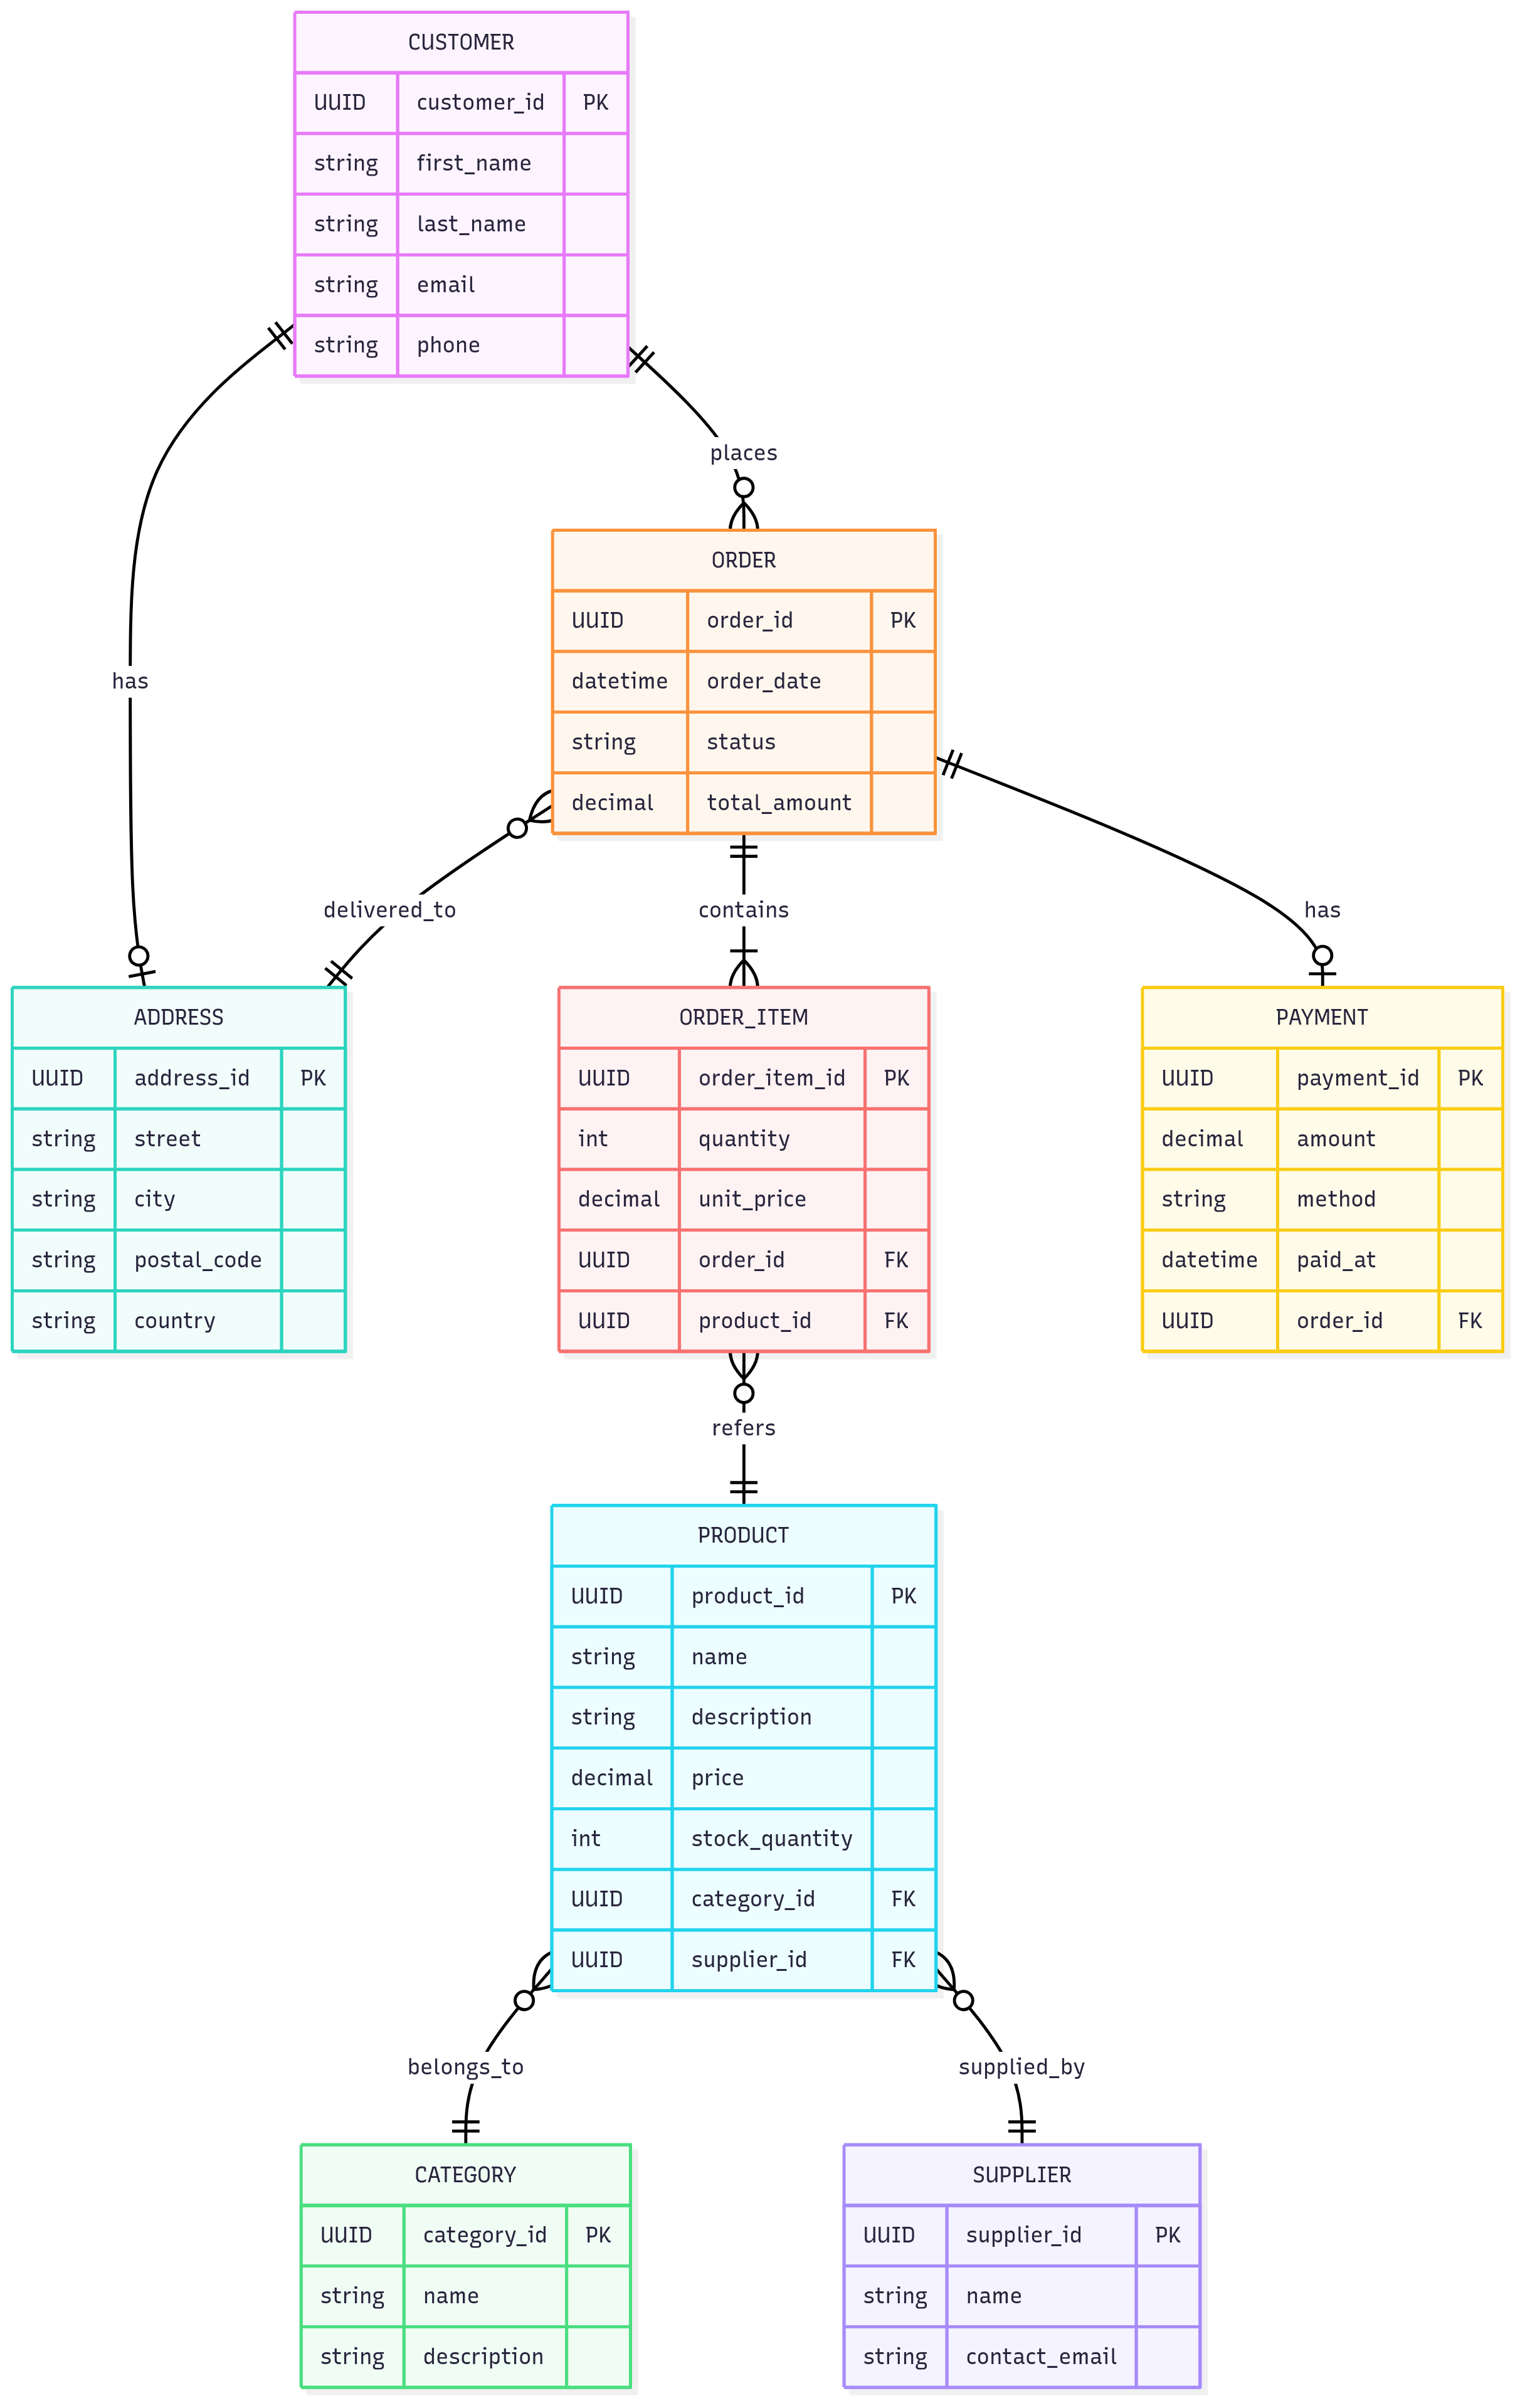 CUSTOMER
UUID customer_id PK
string first_name
string last_name
string email
string phone
places
ORDER
UUID order_id PK
datetime order_date
string status
decimal total_amount
has
delivered_to
contains
has
ADDRESS
UUID address_id PK
string street
string city
string postal_code
string country
ORDER_ITEM
UUID order_item_id PK
int quantity
decimal unit_price
UUID order_id FK
UUID product_id FK
PAYMENT
UUID payment_id PK
decimal amount
string method
datetime paid_at
UUID order_id FK
refers
PRODUCT
UUID product_id PK
string name
string description
decimal price
int stock_quantity
UUID category_id FK
UUID supplier_id FK
belongs_to
supplied_by
CATEGORY
UUID category_id PK
string name
string description
SUPPLIER
UUID supplier_id PK
string name
string contact_email